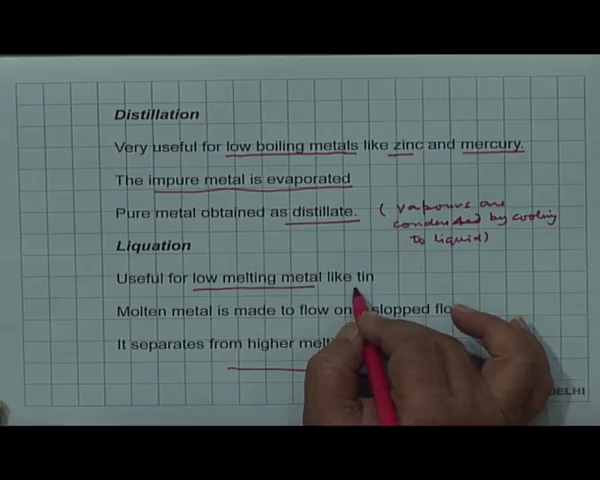 Distillation
Very useful for low boiling metals like zinc and mercury.
The impure metal is evaporated
Pure metal obtained as distillate.
(vapours are
condensed by cooling
to liquid)
Liquation
Useful for low melting metal like tin
Molten metal is made to flow on slopped
It separates from higher
DELHI